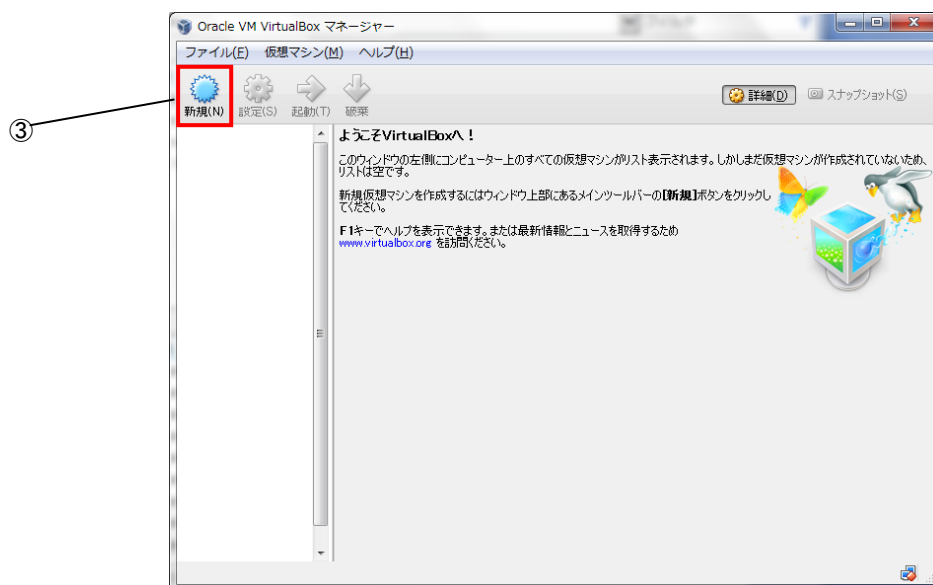 Oracle VM VirtualBox マネージャー
ファイル(F) 仮想マシン(M) ヘルプ(H)
新規(N) 設定(S) 起動(T) 破棄
詳細(D) スナップショット(S)
③
ようこそVirtualBoxへ！
このウィンドウの左側にコンピューター上のすべての仮想マシンがリスト表示されます。しかしまだ仮想マシンが作成されていないため、
リストは空です。
新規仮想マシンを作成するにはウィンドウ上部にあるメインツールバーの[新規]ボタンをクリックし
てください。
F1キーでヘルプを表示できます。または最新情報とニュースを取得するため
www.virtualbox.org を訪問ください。